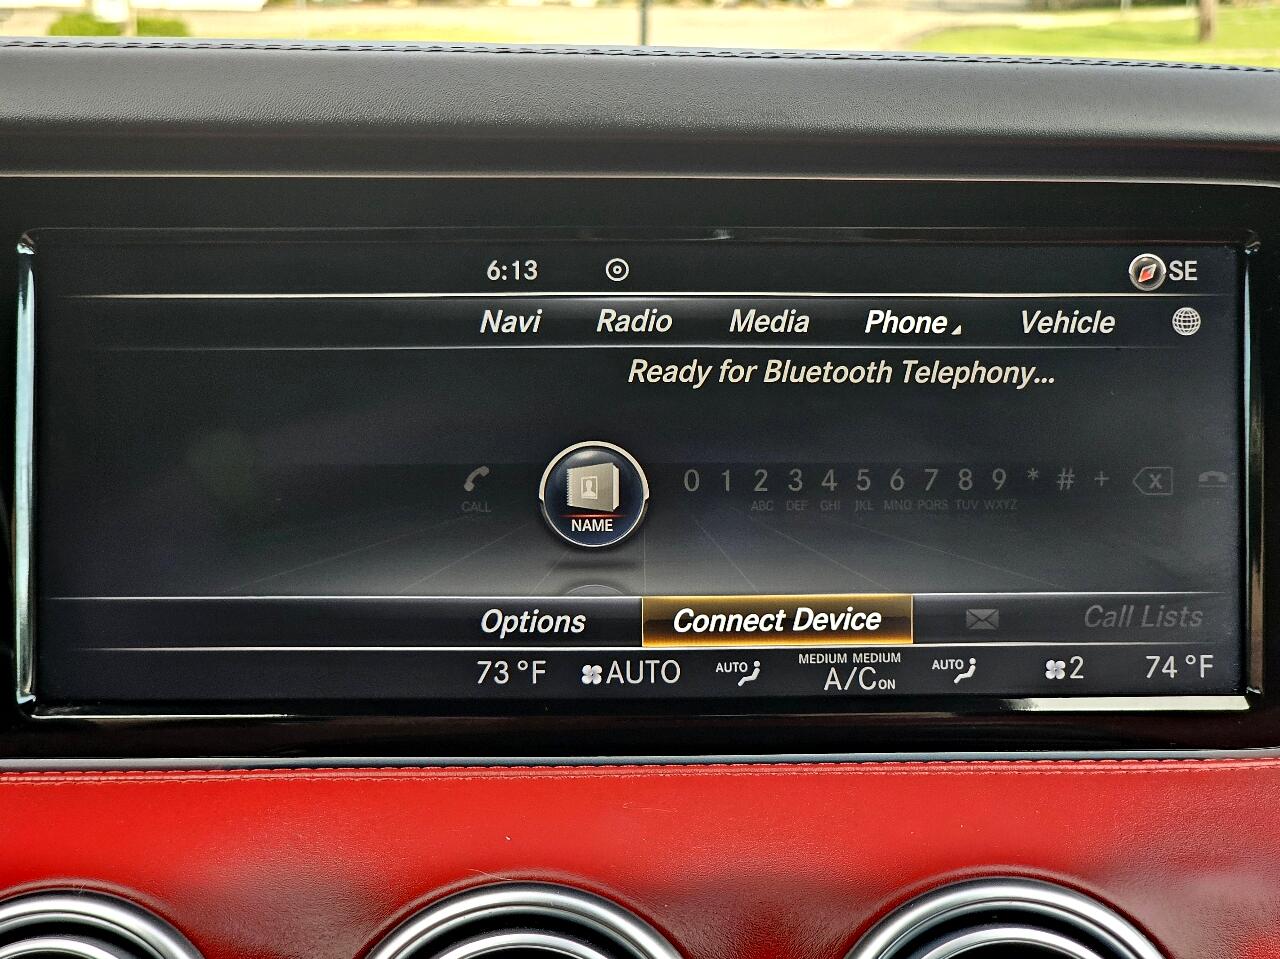 6:13 SE
Navi Radio Media Phone Vehicle
Ready for Bluetooth Telephony...
0 1 2 3 4 5 6 7 8 9 * # +
CALL ABC DEF GHI JKL MNO PQRS TUV WXYZ
NAME
Options Connect Device Call Lists
73 °F AUTO AUTO MEDIUM MEDIUM AUTO 2 74 °F
A/C ON